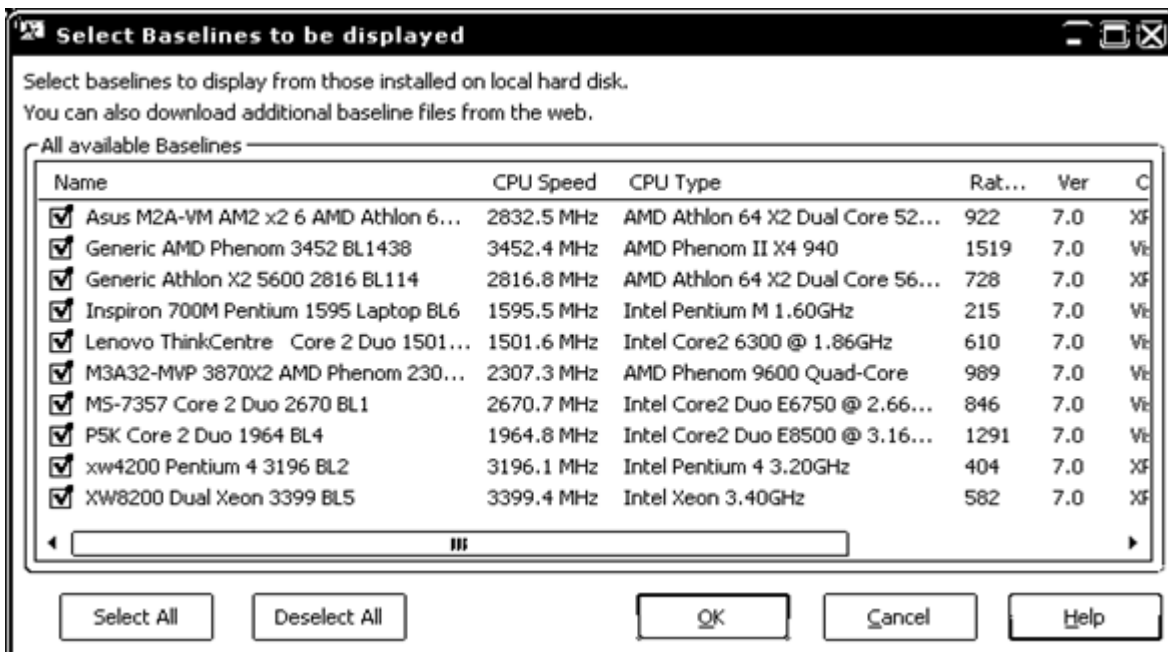 Select Baselines to be displayed
Select baselines to display from those installed on local hard disk.
You can also download additional baseline files from the web.
All available Baselines
Name CPU Speed CPU Type Rat... Ver C
Asus M2A-VM AM2 x2 6 AMD Athlon 6... 2832.5 MHz AMD Athlon 64 X2 Dual Core 52... 922 7.0 XP
Generic AMD Phenom 3452 BL1438 3452.4 MHz AMD Phenom II X4 940 1519 7.0 Vis
Generic Athlon X2 5600 2816 BL114 2816.8 MHz AMD Athlon 64 X2 Dual Core 56... 728 7.0 XP
Inspiron 700M Pentium 1595 Laptop BL6 1595.5 MHz Intel Pentium M 1.60GHz 215 7.0 Vis
Lenovo ThinkCentre Core 2 Duo 1501... 1501.6 MHz Intel Core2 6300 @ 1.86GHz 610 7.0 Vis
M3A32-MVP 3870X2 AMD Phenom 230... 2307.3 MHz AMD Phenom 9600 Quad-Core 989 7.0 Vis
MS-7357 Core 2 Duo 2670 BL1 2670.7 MHz Intel Core2 Duo E6750 @ 2.66... 846 7.0 Vis
P5K Core 2 Duo 1964 BL4 1964.8 MHz Intel Core2 Duo E8500 @ 3.16... 1291 7.0 Vis
xw4200 Pentium 4 3196 BL2 3196.1 MHz Intel Pentium 4 3.20GHz 404 7.0 XP
XW8200 Dual Xeon 3399 BL5 3399.4 MHz Intel Xeon 3.40GHz 582 7.0 XP
Select All Deselect All OK Cancel Help